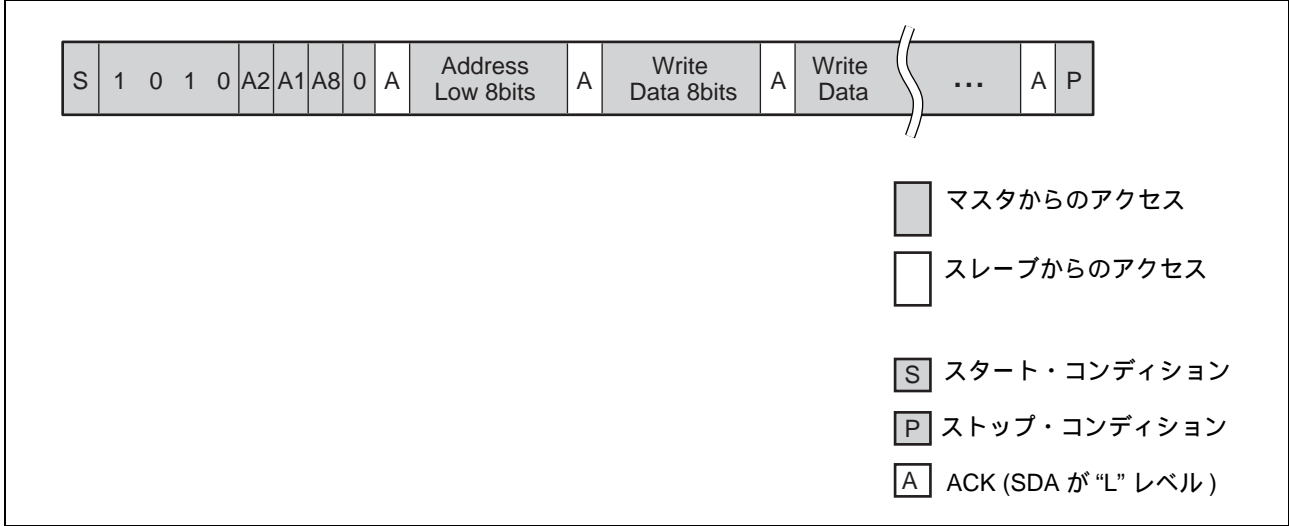 S 1 0 1 0 A2 A1 A8 0 A Address Low 8bits A Write Data 8bits A Write Data ... A P
マスタからのアクセス
スレーブからのアクセス
S スタート・コンディション
P ストップ・コンディション
A ACK (SDA が “L” レベル )